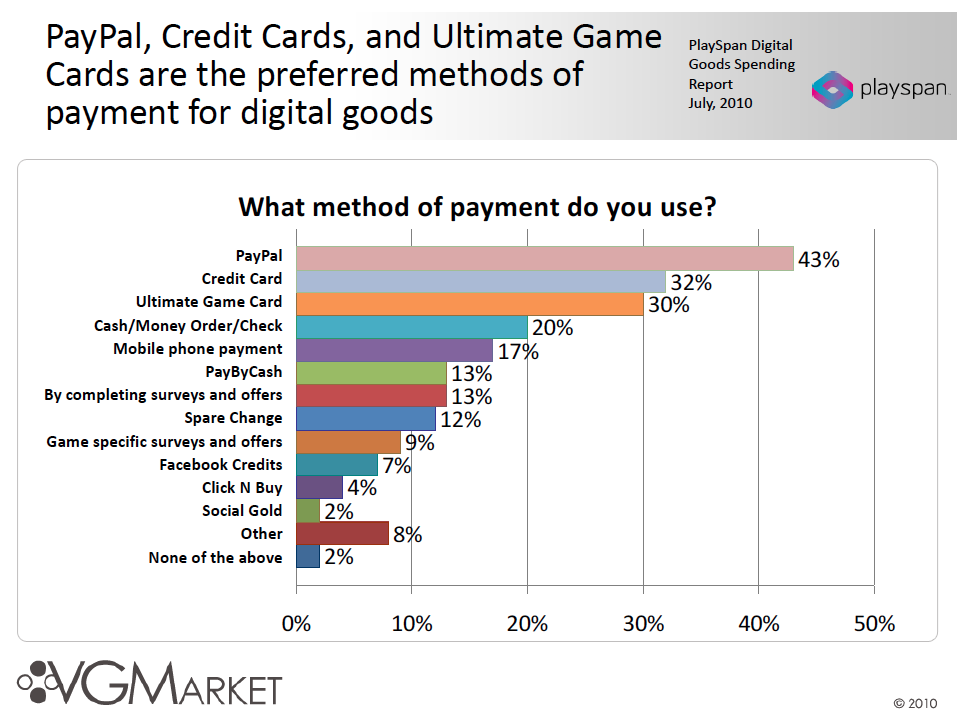 PayPal, Credit Cards, and Ultimate Game
Cards are the preferred methods of
payment for digital goods
PlaySpan Digital
Goods Spending
Report
July, 2010
playspan
What method of payment do you use?
PayPal 43%
Credit Card 32%
Ultimate Game Card 30%
Cash/Money Order/Check 20%
Mobile phone payment 17%
PayByCash 13%
By completing surveys and offers 13%
Spare Change 12%
Game specific surveys and offers 9%
Facebook Credits 7%
Click N Buy 4%
Social Gold 2%
Other 8%
None of the above 2%
0% 10% 20% 30% 40% 50%
VGMARKET
© 2010